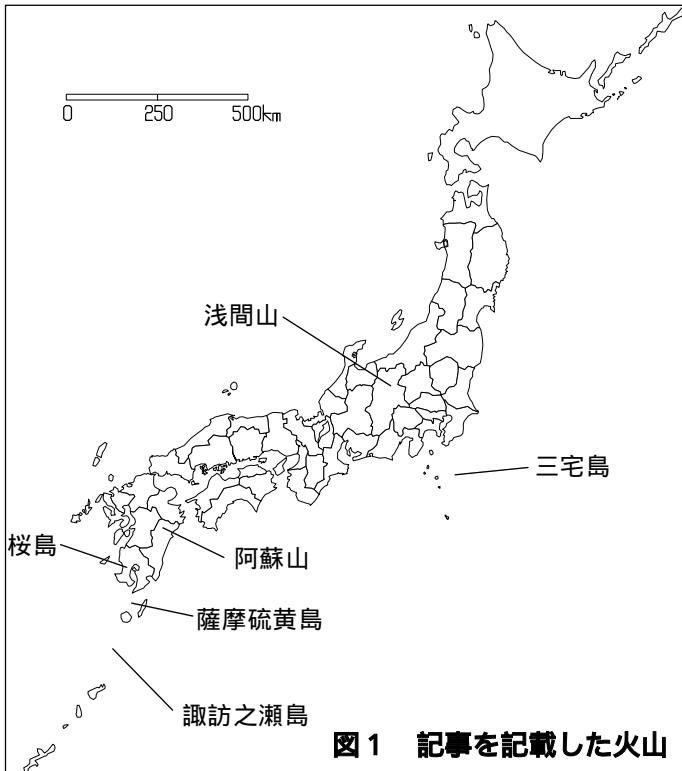 0 250 500km
浅間山
三宅島
桜島
阿蘇山
薩摩硫黄島
諏訪之瀬島
図1 記事を記載した火山